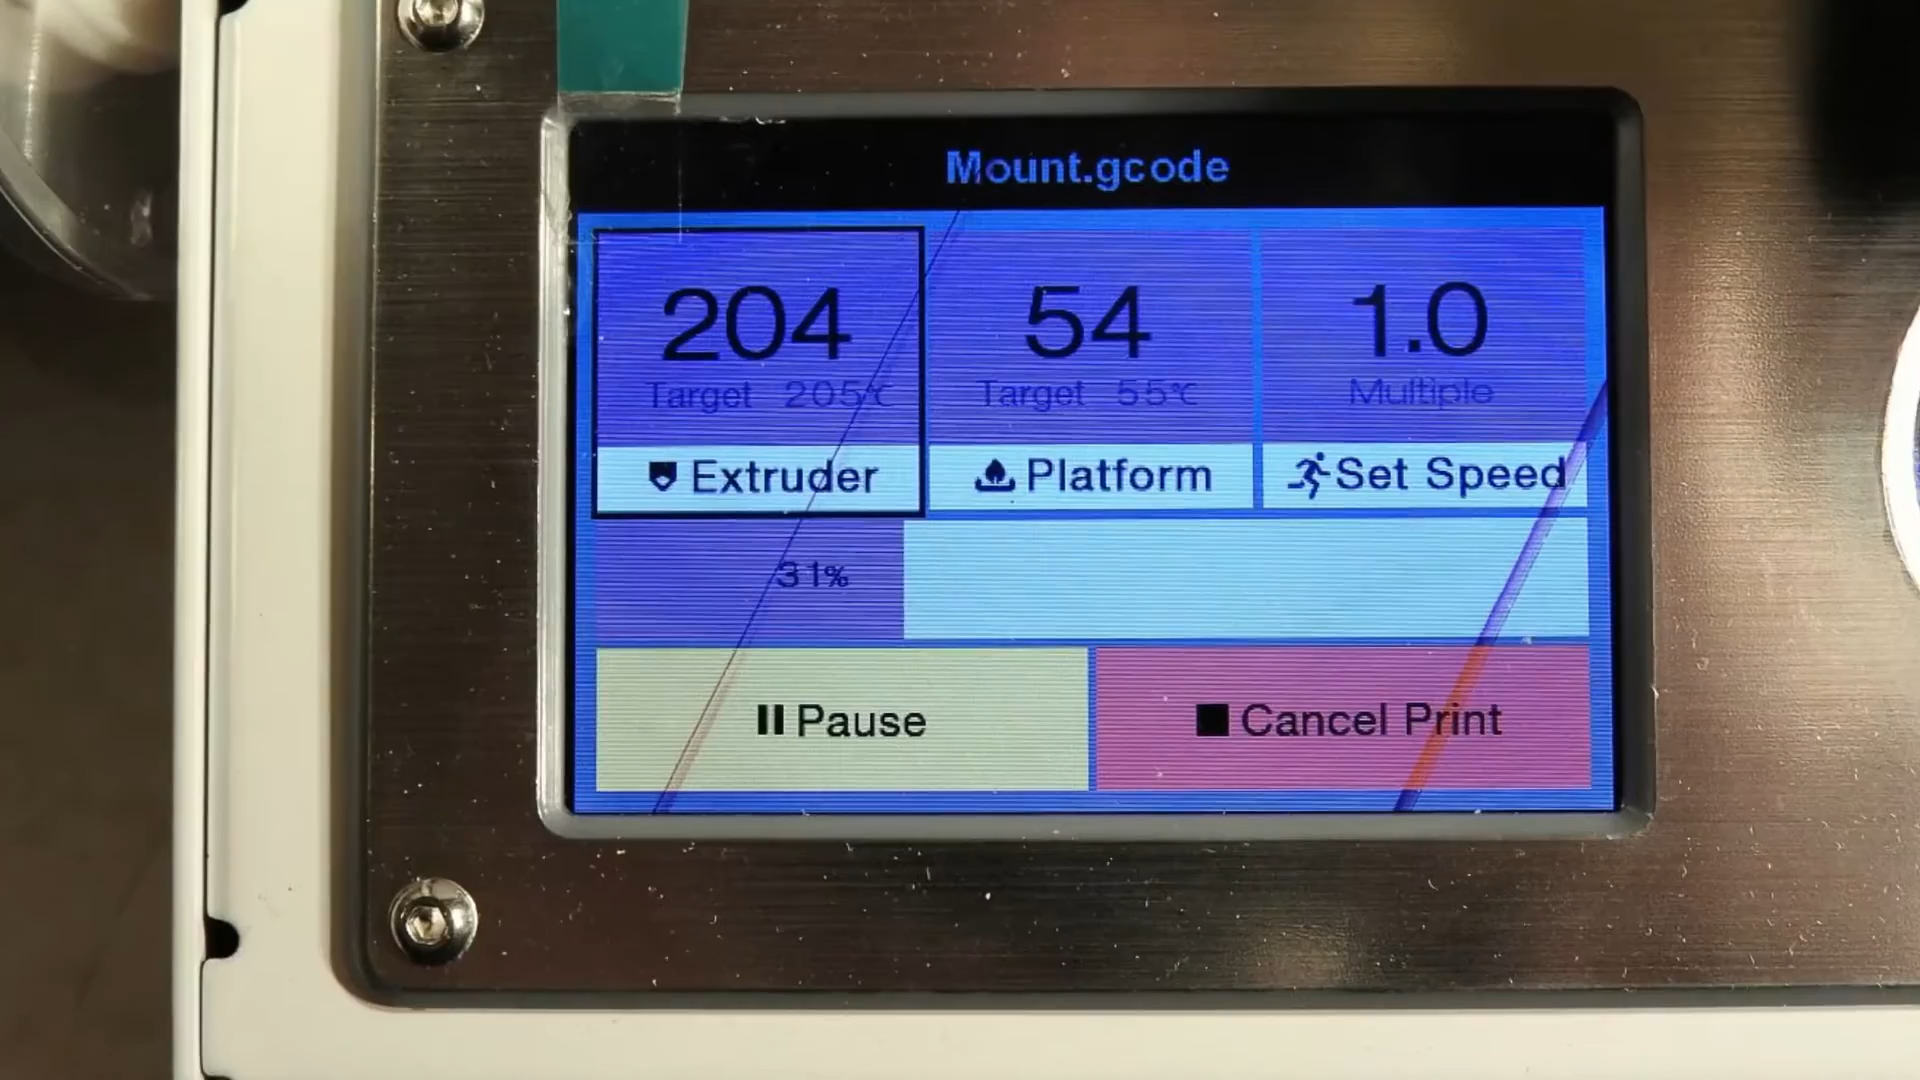 Mount.gcode
204
Target 205℃
Extruder
54
Target 55℃
Platform
1.0
Multiple
Set Speed
31%
Pause
Cancel Print